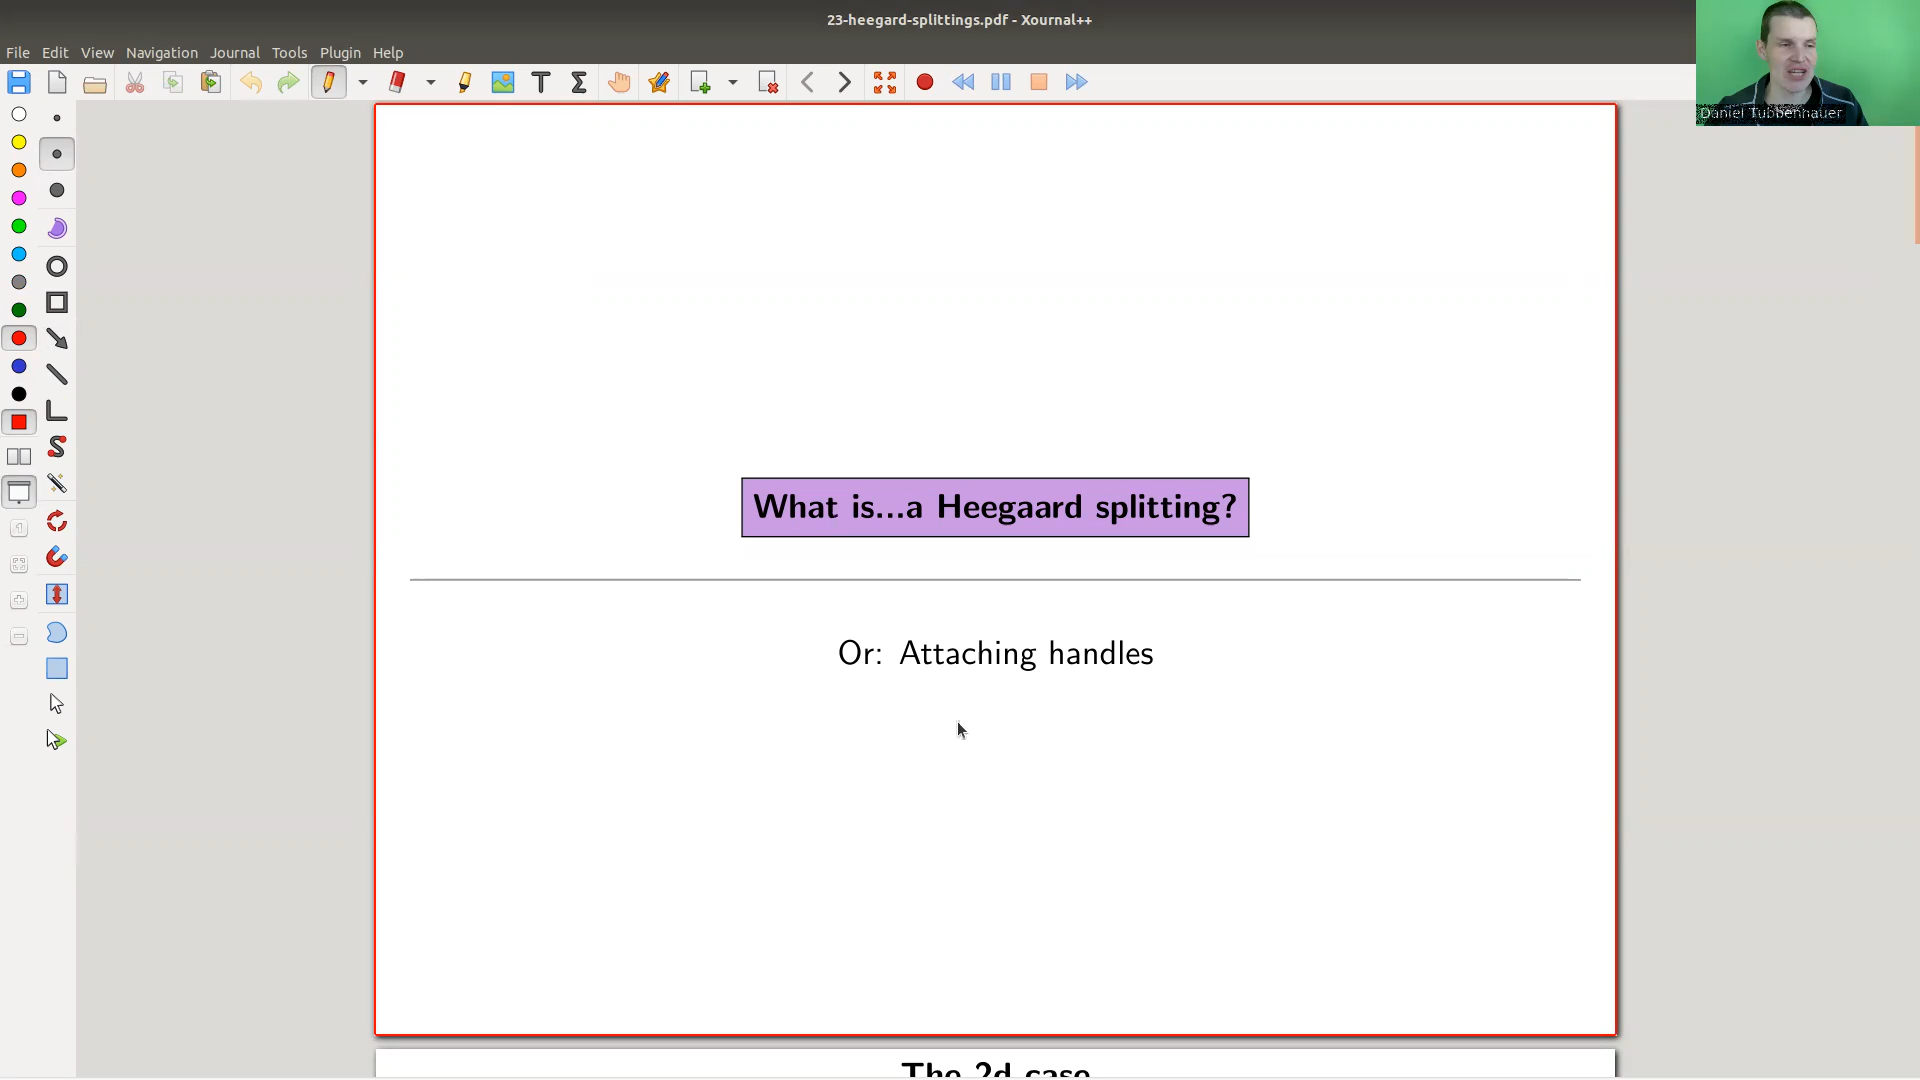 23-heegard-splittings.pdf - Xournal++
File Edit View Navigation Journal Tools Plugin Help
Daniel Tubbenhauer
What is...a Heegaard splitting?
Or: Attaching handles
The 2d case